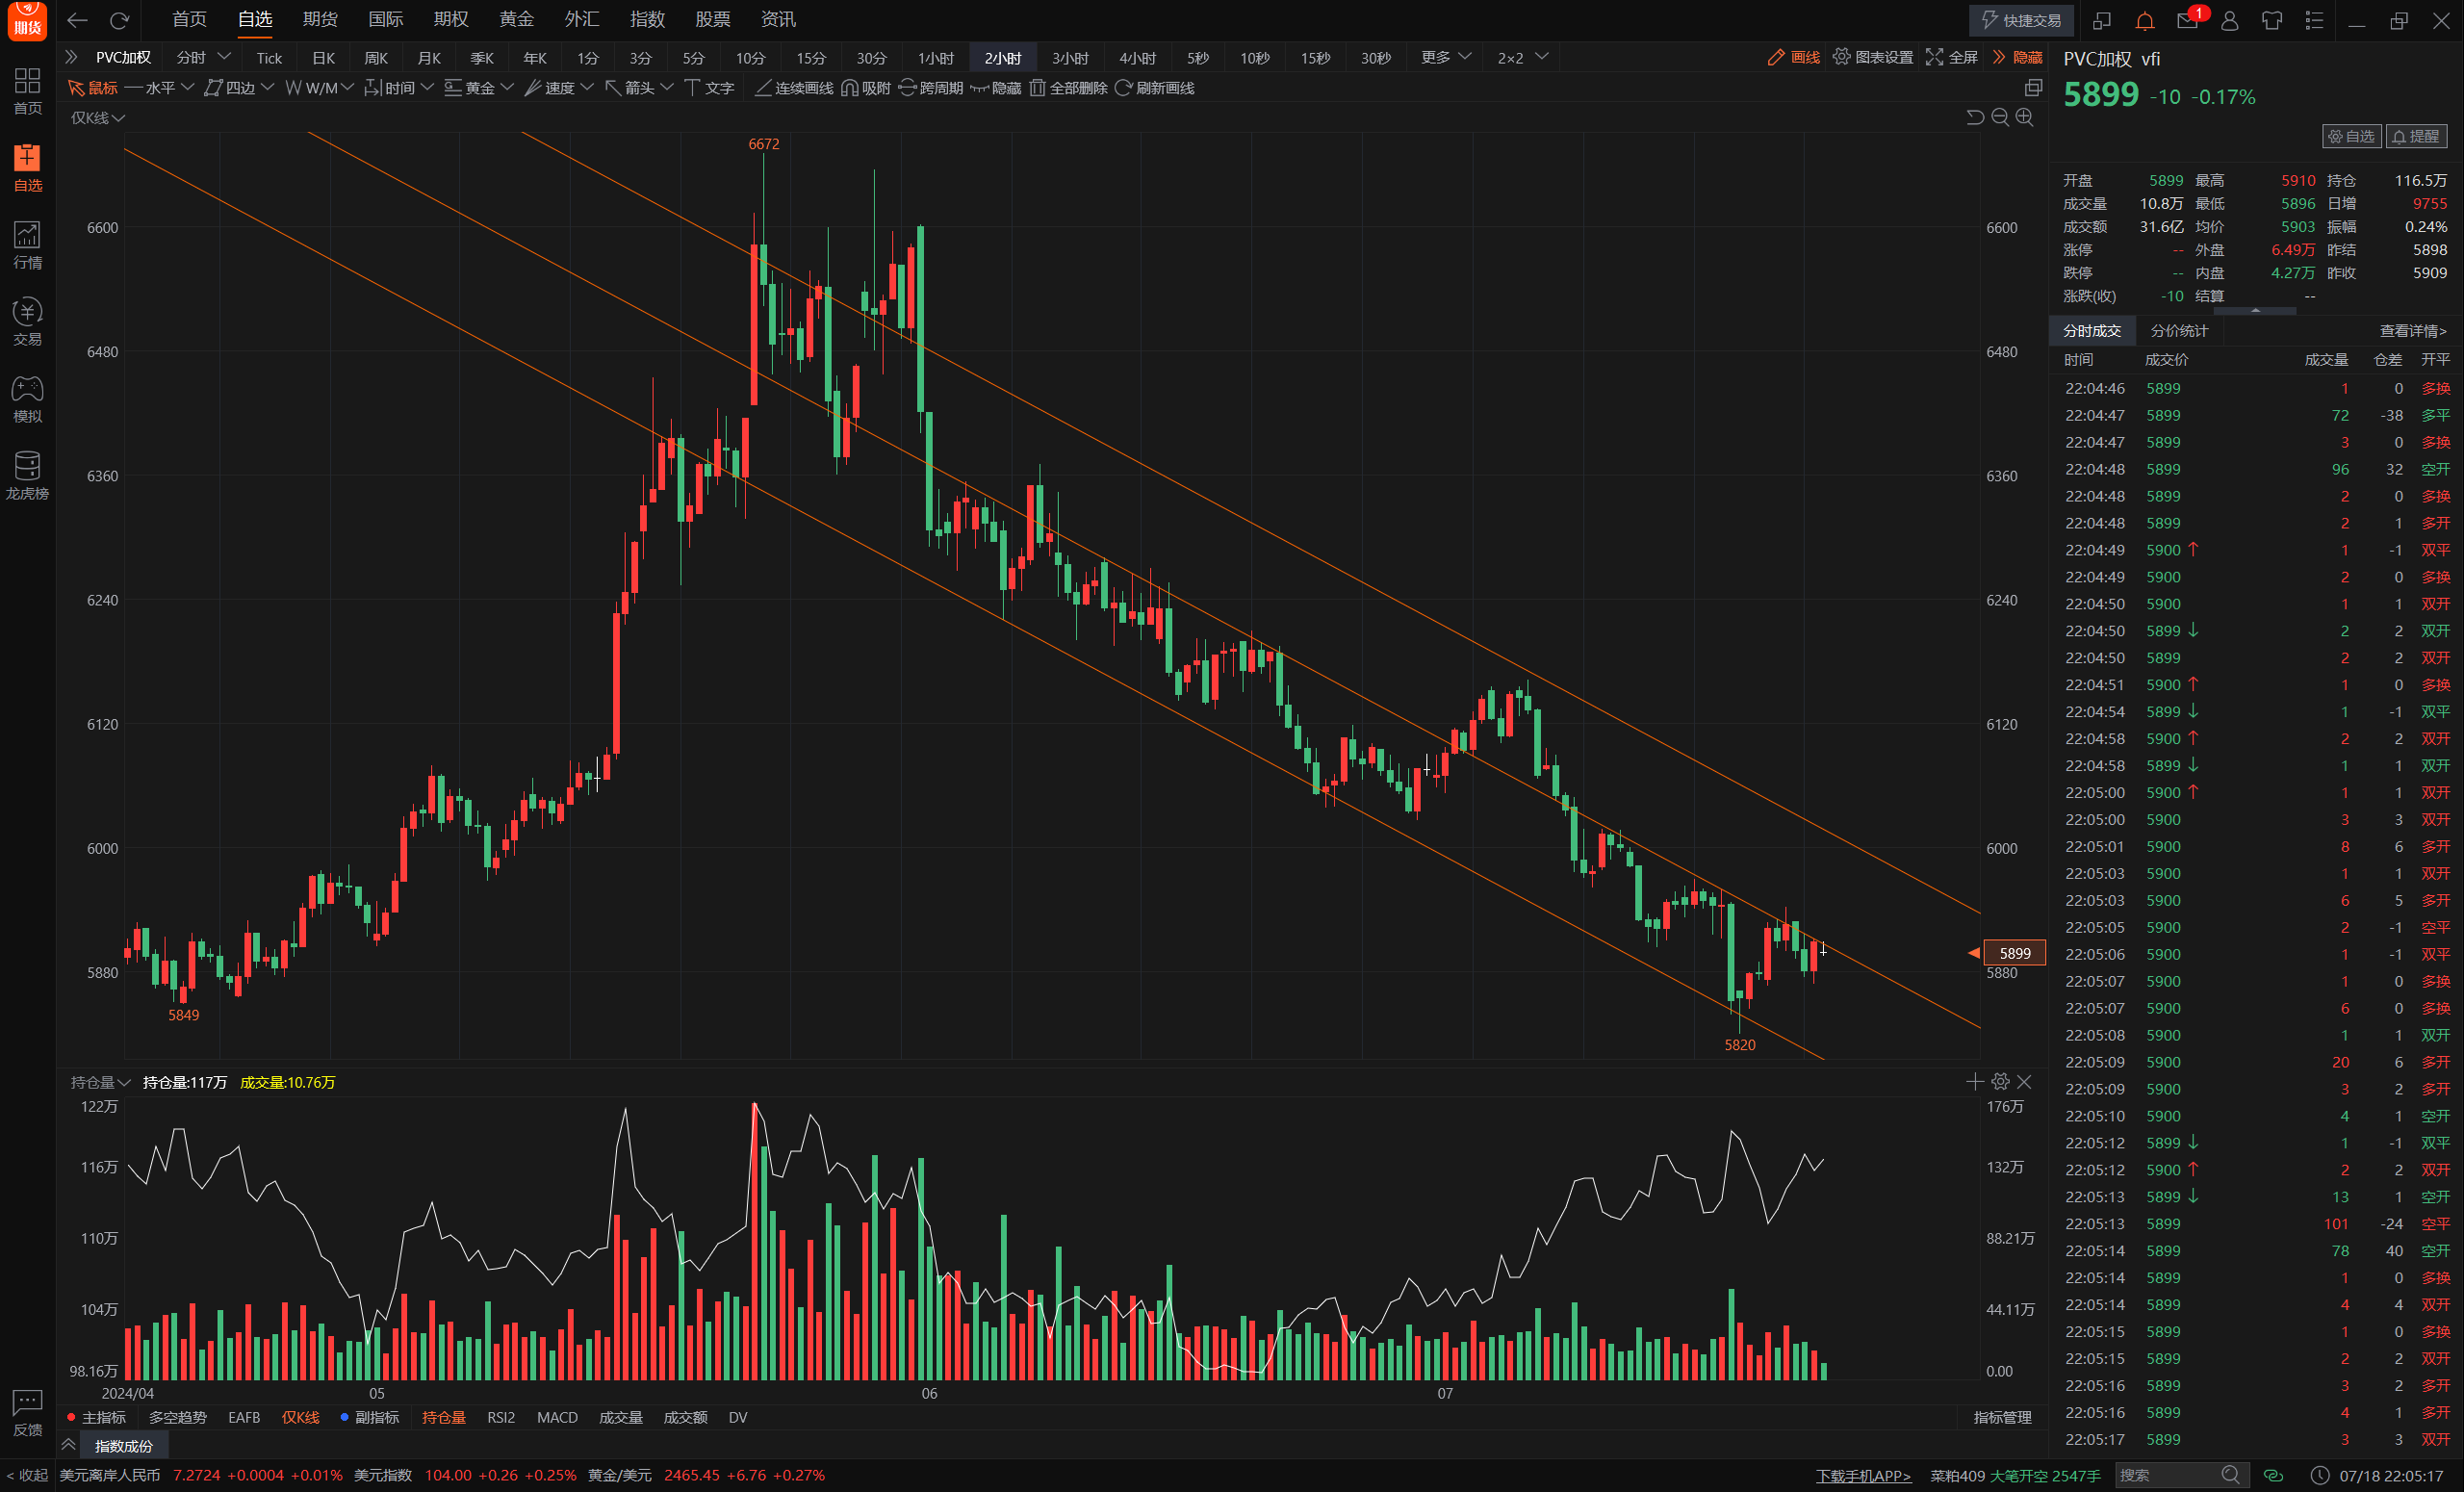 期货 首页 自选 期货 国际 期权 黄金 外汇 指数 股票 资讯 快捷交易 1
PVC加权 分时 Tick 日K 周K 月K 季K 年K 1分 3分 5分 10分 15分 30分 1小时 2小时 3小时 4小时 5秒 10秒 15秒 30秒 更多 2×2 画线 图表设置 全屏 隐藏
鼠标 水平 四边 W/M 时间 黄金 速度 箭头 文字 连续画线 吸附 跨周期 隐藏 全部删除 刷新画线
首页
自选
行情
交易
模拟
龙虎榜
反馈
< 收起
仅K线
6672
6600 6600
6480 6480
6360 6360
6240 6240
6120 6120
6000 6000
5899
5880 5880
5849
5820
持仓量 持仓量:117万 成交量:10.76万
122万 176万
116万 132万
110万 88.21万
104万 44.11万
98.16万 0.00
2024/04 05 06 07
主指标 多空趋势 EAFB 仅K线 副指标 持仓量 RSI2 MACD 成交量 成交额 DV 指标管理
指数成份
PVC加权 vfi
5899 -10 -0.17%
自选 提醒
开盘 5899 最高 5910 持仓 116.5万
成交量 10.8万 最低 5896 日增 9755
成交额 31.6亿 均价 5903 振幅 0.24%
涨停 -- 外盘 6.49万 昨结 5898
跌停 -- 内盘 4.27万 昨收 5909
涨跌(收) -10 结算 --
分时成交 分价统计 查看详情>
时间 成交价 成交量 仓差 开平
22:04:46 5899 1 0 多换
22:04:47 5899 72 -38 多平
22:04:47 5899 3 0 多换
22:04:48 5899 96 32 空开
22:04:48 5899 2 0 多换
22:04:48 5899 2 1 多开
22:04:49 5900↑ 1 -1 双平
22:04:49 5900 2 0 多换
22:04:50 5900 1 1 双开
22:04:50 5899↓ 2 2 双开
22:04:50 5899 2 2 双开
22:04:51 5900↑ 1 0 多换
22:04:54 5899↓ 1 -1 双平
22:04:58 5900↑ 2 2 双开
22:04:58 5899↓ 1 1 双开
22:05:00 5900↑ 1 1 双开
22:05:00 5900 3 3 双开
22:05:01 5900 8 6 多开
22:05:03 5900 1 1 双开
22:05:03 5900 6 5 多开
22:05:05 5900 2 -1 空平
22:05:06 5900 1 -1 双平
22:05:07 5900 1 0 多换
22:05:07 5900 6 0 多换
22:05:08 5900 1 1 双开
22:05:09 5900 20 6 多开
22:05:09 5900 3 2 多开
22:05:10 5900 4 1 空开
22:05:12 5899↓ 1 -1 双平
22:05:12 5900↑ 2 2 双开
22:05:13 5899↓ 13 1 空开
22:05:13 5899 101 -24 空平
22:05:14 5899 78 40 空开
22:05:14 5899 1 0 多换
22:05:14 5899 4 4 双开
22:05:15 5899 1 0 多换
22:05:15 5899 2 2 双开
22:05:16 5899 3 2 多开
22:05:16 5899 4 1 多开
22:05:17 5899 3 3 双开
美元离岸人民币 7.2724 +0.0004 +0.01% 美元指数 104.00 +0.26 +0.25% 黄金/美元 2465.45 +6.76 +0.27% 下载手机APP> 菜粕409 大笔开空 2547手 搜索 07/18 22:05:17